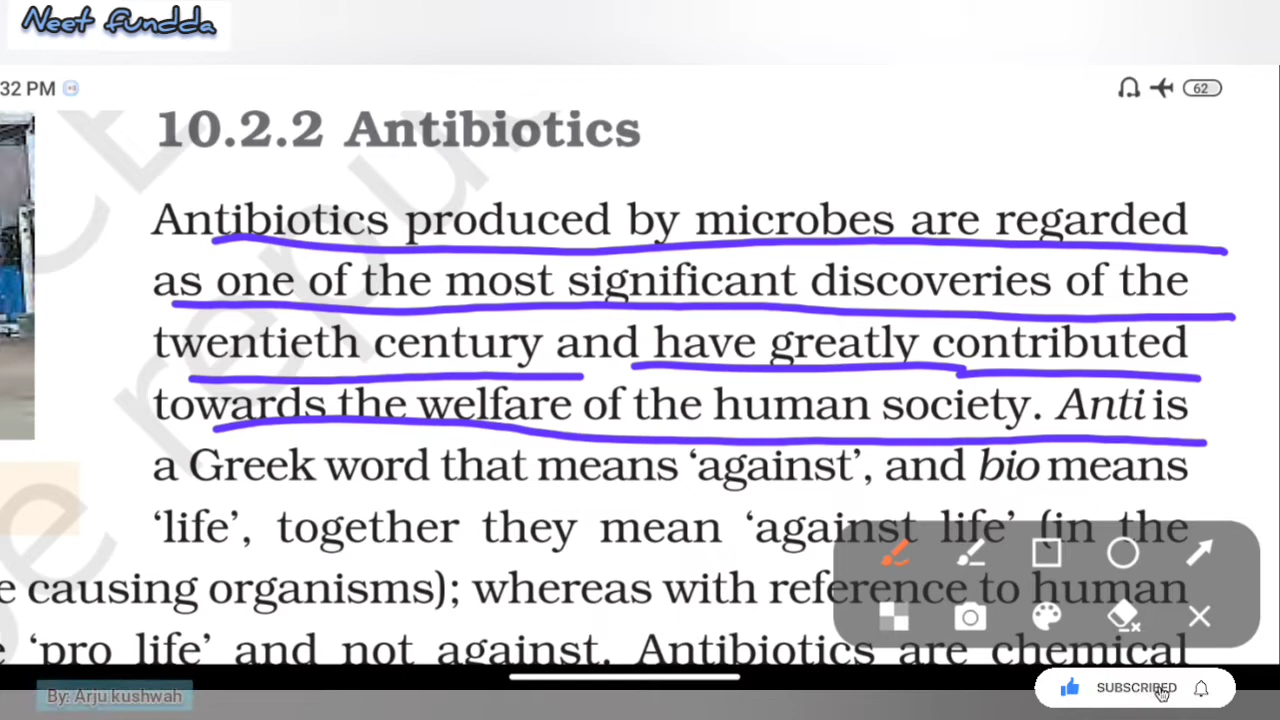 Neet fundda
32 PM
62
10.2.2 Antibiotics
Antibiotics produced by microbes are regarded
as one of the most significant discoveries of the
twentieth century and have greatly contributed
towards the welfare of the human society. Anti is
a Greek word that means ‘against’, and bio means
‘life’, together they mean ‘against life’ (in the
causing organisms); whereas with reference to human
‘pro life’ and not against. Antibiotics are chemical
By: Arju kushwah
SUBSCRIBED